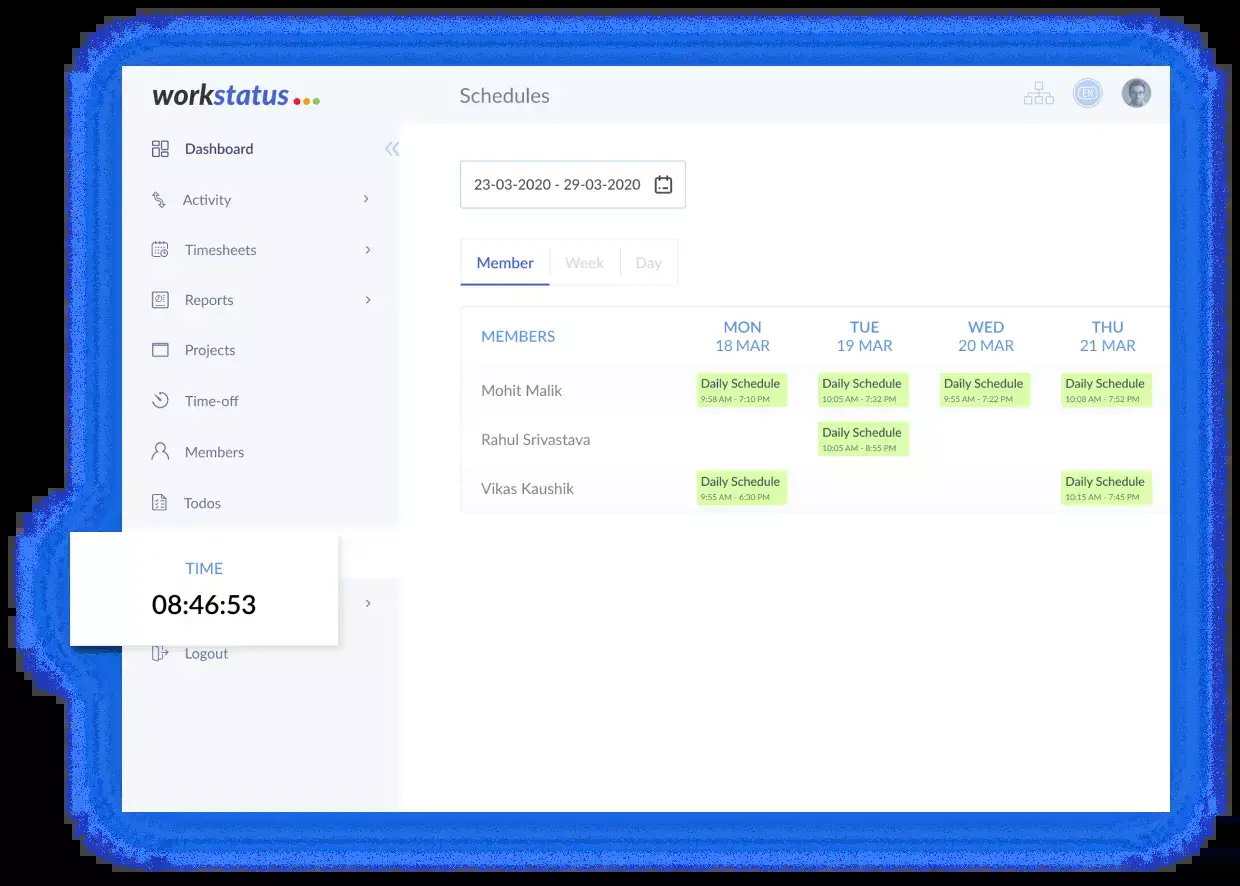 workstatus
Schedules
EN
Dashboard
Activity
Timesheets
Reports
Projects
Time-off
Members
Todos
TIME
08:46:53
Logout
23-03-2020 - 29-03-2020
Member Week Day
MEMBERS
MON TUE WED THU
18 MAR 19 MAR 20 MAR 21 MAR
Mohit Malik
Daily Schedule Daily Schedule Daily Schedule Daily Schedule
9:58 AM - 7:10 PM 10:05 AM - 7:32 PM 9:55 AM - 7:22 PM 10:08 AM - 7:52 PM
Rahul Srivastava
Daily Schedule
10:05 AM - 8:55 PM
Vikas Kaushik
Daily Schedule Daily Schedule
9:55 AM - 6:30 PM 10:15 AM - 7:45 PM